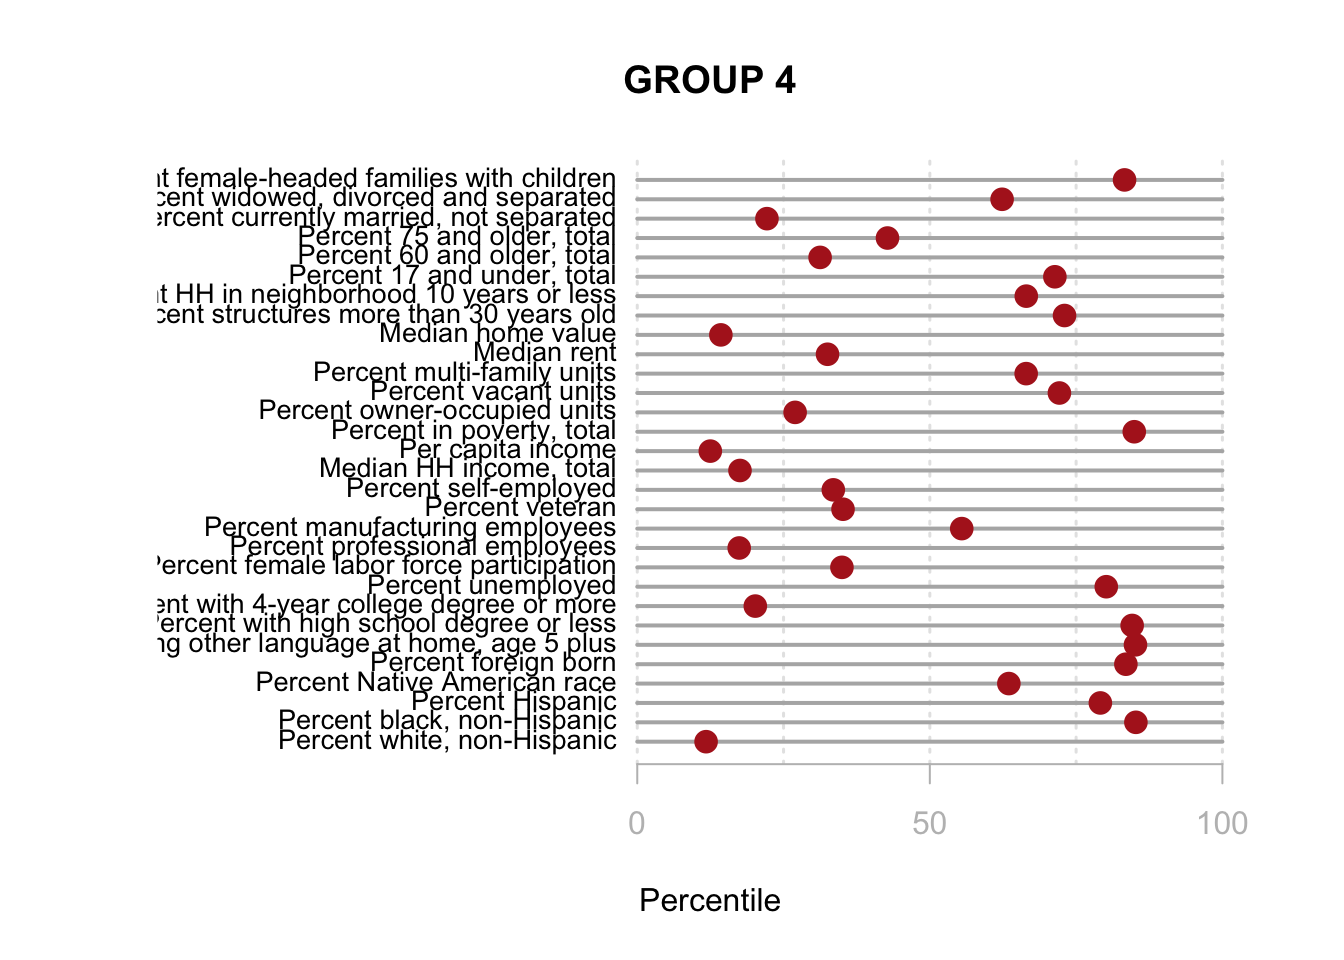 GROUP 4
female-headed families with children
widowed, divorced and separated
currently married, not separated
Percent 75 and older, total
Percent 60 and older, total
Percent 17 and under, total
HH in neighborhood 10 years or less
structures more than 30 years old
Median home value
Median rent
Percent multi-family units
Percent vacant units
Percent owner-occupied units
Percent in poverty, total
Per capita income
Median HH income, total
Percent self-employed
Percent veteran
Percent manufacturing employees
Percent professional employees
Percent female labor force participation
Percent unemployed
with 4-year college degree or more
Percent with high school degree or less
other language at home, age 5 plus
Percent foreign born
Percent Native American race
Percent Hispanic
Percent black, non-Hispanic
Percent white, non-Hispanic
0 50 100
Percentile